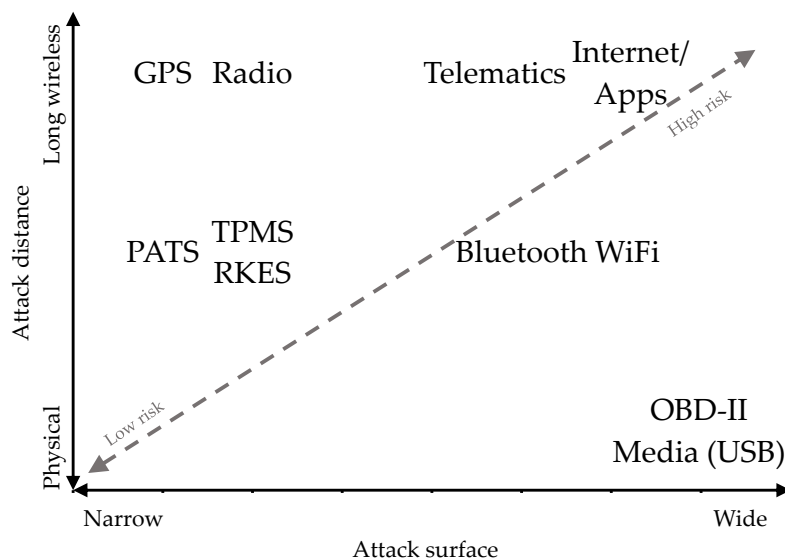 Long wireless
GPS Radio
Telematics
Internet/
Apps
High risk
Attack distance
PATS
TPMS
RKES
Bluetooth WiFi
Physical
Low risk
OBD-II
Media (USB)
Narrow
Wide
Attack surface